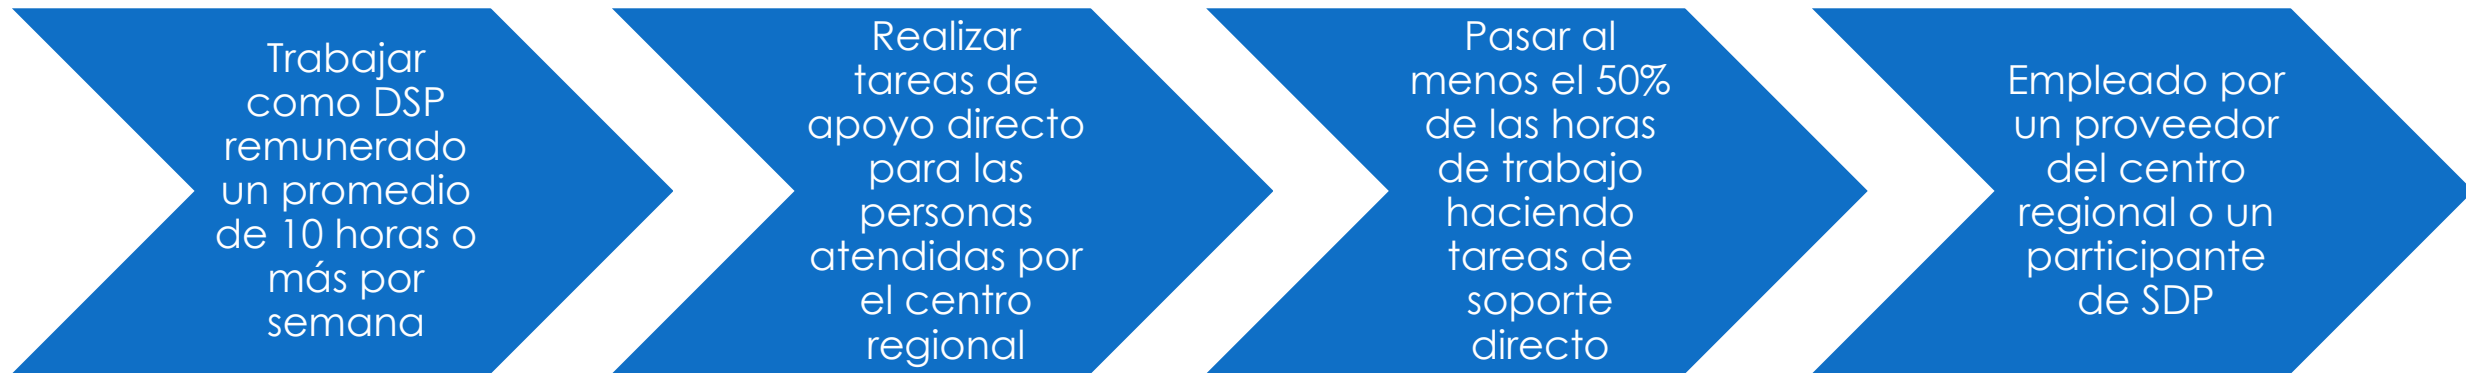 Trabajar
como DSP
remunerado
un promedio
de 10 horas o
más por
semana
Realizar
tareas de
apoyo directo
para las
personas
atendidas por
el centro
regional
Pasar al
menos el 50%
de las horas
de trabajo
haciendo
tareas de
soporte
directo
Empleado por
un proveedor
del centro
regional o un
participante
de SDP